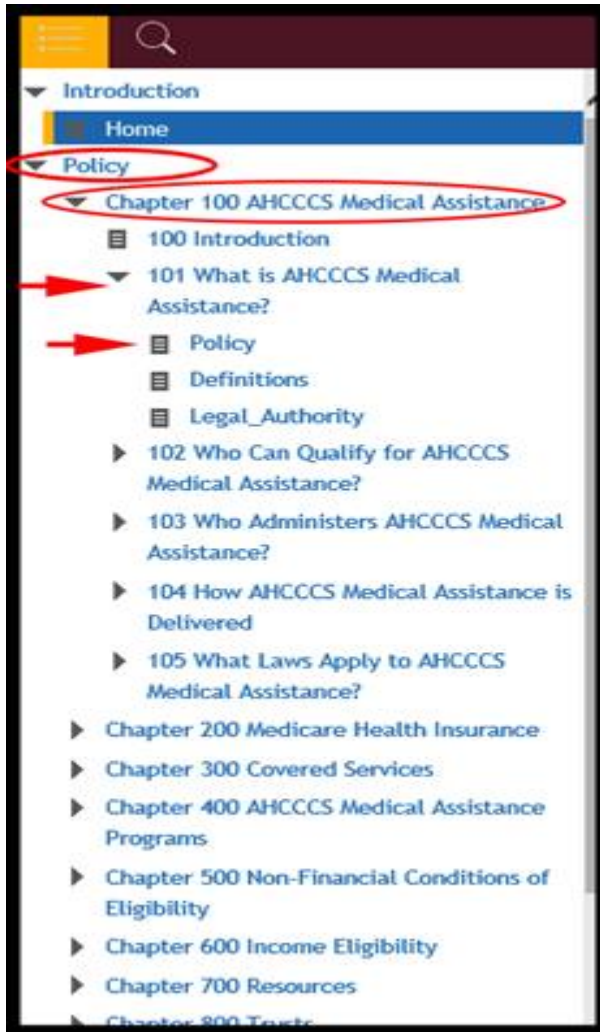 Introduction
Home
Policy
Chapter 100 AHCCCS Medical Assistance
100 Introduction
101 What is AHCCCS Medical
Assistance?
Policy
Definitions
Legal_Authority
102 Who Can Qualify for AHCCCS
Medical Assistance?
103 Who Administers AHCCCS Medical
Assistance?
104 How AHCCCS Medical Assistance is
Delivered
105 What Laws Apply to AHCCCS
Medical Assistance?
Chapter 200 Medicare Health Insurance
Chapter 300 Covered Services
Chapter 400 AHCCCS Medical Assistance
Programs
Chapter 500 Non-Financial Conditions of
Eligibility
Chapter 600 Income Eligibility
Chapter 700 Resources
Chapter 800 Trusts